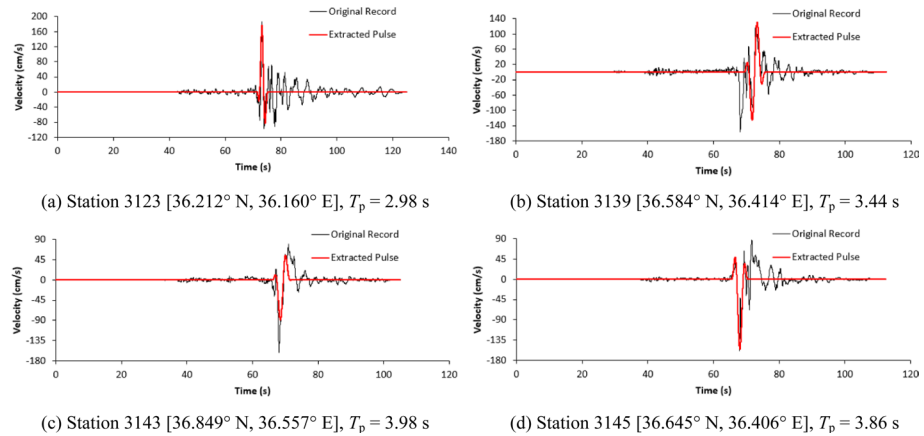 200
160
120
80
40
0
-40
-80
-120
Velocity (cm/s)
Original Record
Extracted Pulse
0 20 40 60 80 100 120 140
Time (s)
(a) Station 3123 [36.212° N, 36.160° E], Tp = 2.98 s
140
100
60
20
-20
-60
-100
-140
-180
Velocity (cm/s)
Original Record
Extracted Pulse
0 20 40 60 80 100 120
Time (s)
(b) Station 3139 [36.584° N, 36.414° E], Tp = 3.44 s
90
45
0
-45
-90
-135
-180
Velocity (cm/s)
Original Record
Extracted Pulse
0 20 40 60 80 100 120
Time (s)
(c) Station 3143 [36.849° N, 36.557° E], Tp = 3.98 s
90
45
0
-45
-90
-135
-180
Velocity (cm/s)
Original Record
Extracted Pulse
0 20 40 60 80 100 120
Time (s)
(d) Station 3145 [36.645° N, 36.406° E], Tp = 3.86 s